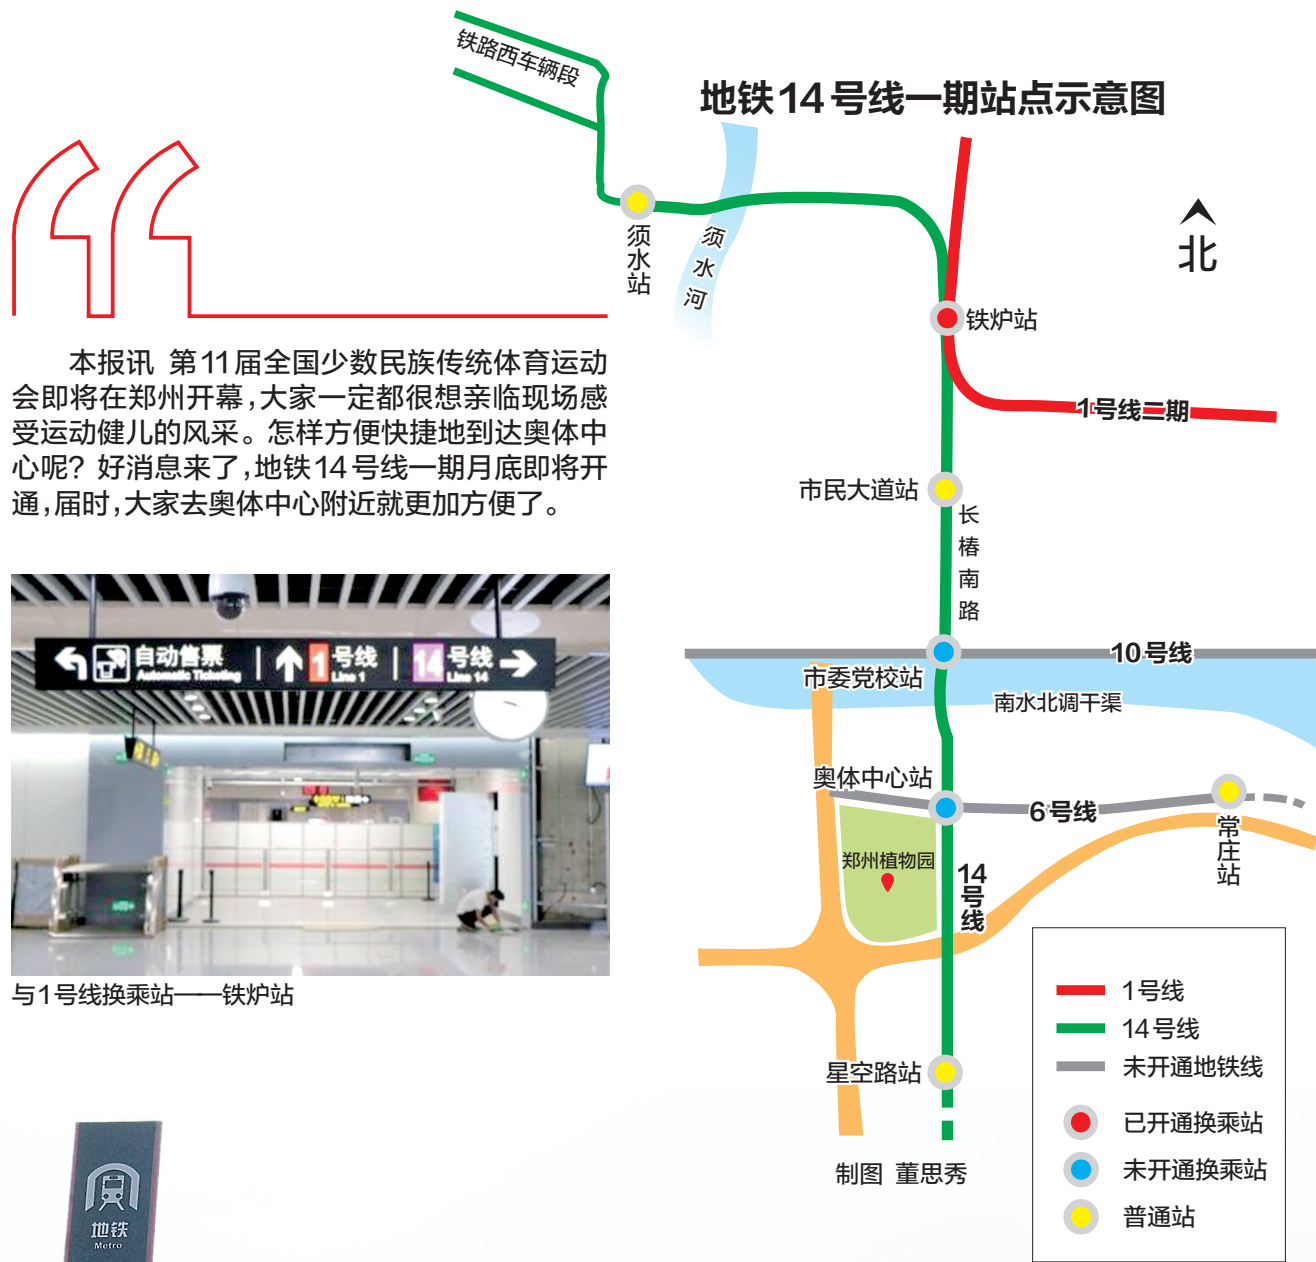 地铁14号线一期站点示意图
铁路西车辆段
须水站
须水河
北
铁炉站
1号线二期
市民大道站
长椿南路
10号线
市委党校站
南水北调干渠
奥体中心站
6号线
常庄站
郑州植物园
14号线
星空路站
制图 董思秀
1号线
14号线
未开通地铁线
已开通换乘站
未开通换乘站
普通站
本报讯 第11届全国少数民族传统体育运动
会即将在郑州开幕,大家一定都很想亲临现场感
受运动健儿的风采。怎样方便快捷地到达奥体中
心呢? 好消息来了,地铁14号线一期月底即将开
通,届时,大家去奥体中心附近就更加方便了。
自动售票 1号线 14号线
Automatic Ticketing Line 1 Line 14
与1号线换乘站——铁炉站
地铁
Metro